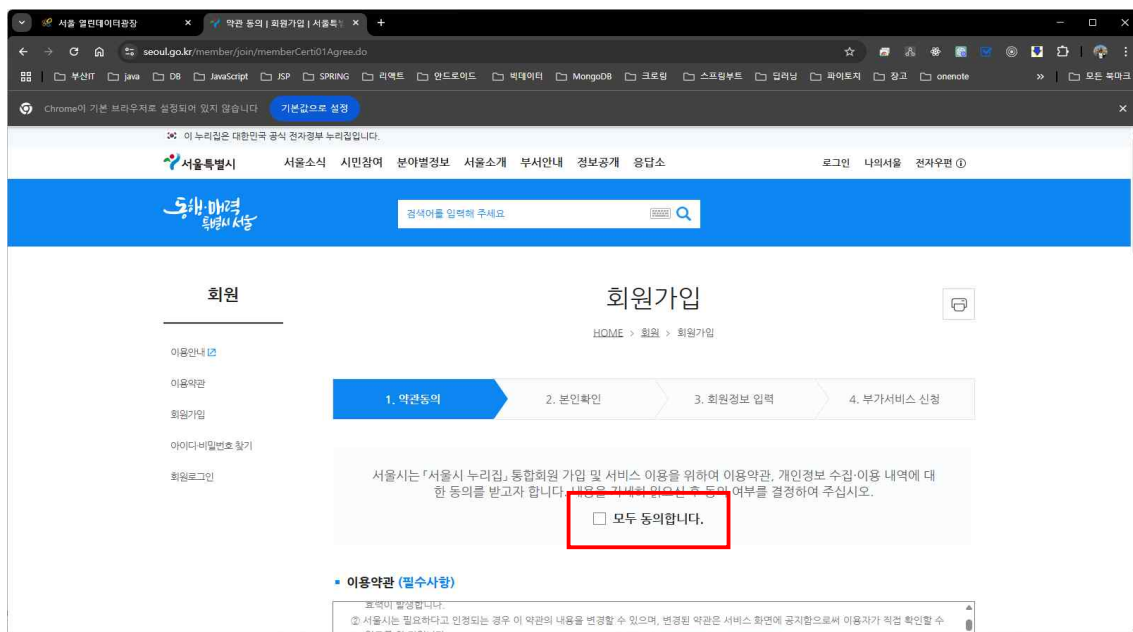 서울 열린데이터광장
약관 동의 | 회원가입 | 서울특
seoul.go.kr/member/join/memberCerti01Agree.do
부산IT java DB JavaScript JSP SPRING 리액트 안드로이드 빅데이터 MongoDB 크로링 스프링부트 딥러닝 파이토치 장고 onenote » 모든 북마크
Chrome이 기본 브라우저로 설정되어 있지 않습니다 기본값으로 설정
이 누리집은 대한민국 공식 전자정부 누리집입니다.
서울특별시 서울소식 시민참여 분야별정보 서울소개 부서안내 정보공개 응답소 로그인 나의서울 전자우편
동행·매력
특별시 서울
검색어를 입력해 주세요
회원
회원가입
HOME > 회원 > 회원가입
이용안내
이용약관
회원가입
아이디·비밀번호 찾기
회원로그인
1. 약관동의 2. 본인확인 3. 회원정보 입력 4. 부가서비스 신청
서울시는 「서울시 누리집」 통합회원 가입 및 서비스 이용을 위하여 이용약관, 개인정보 수집·이용 내역에 대
한 동의를 받고자 합니다. 내용을 자세히 읽으신 후 동의 여부를 결정하여 주십시오.
모두 동의합니다.
이용약관 (필수사항)
효력이 발생합니다.
② 서울시는 필요하다고 인정되는 경우 이 약관의 내용을 변경할 수 있으며, 변경된 약관은 서비스 화면에 공지함으로써 이용자가 직접 확인할 수